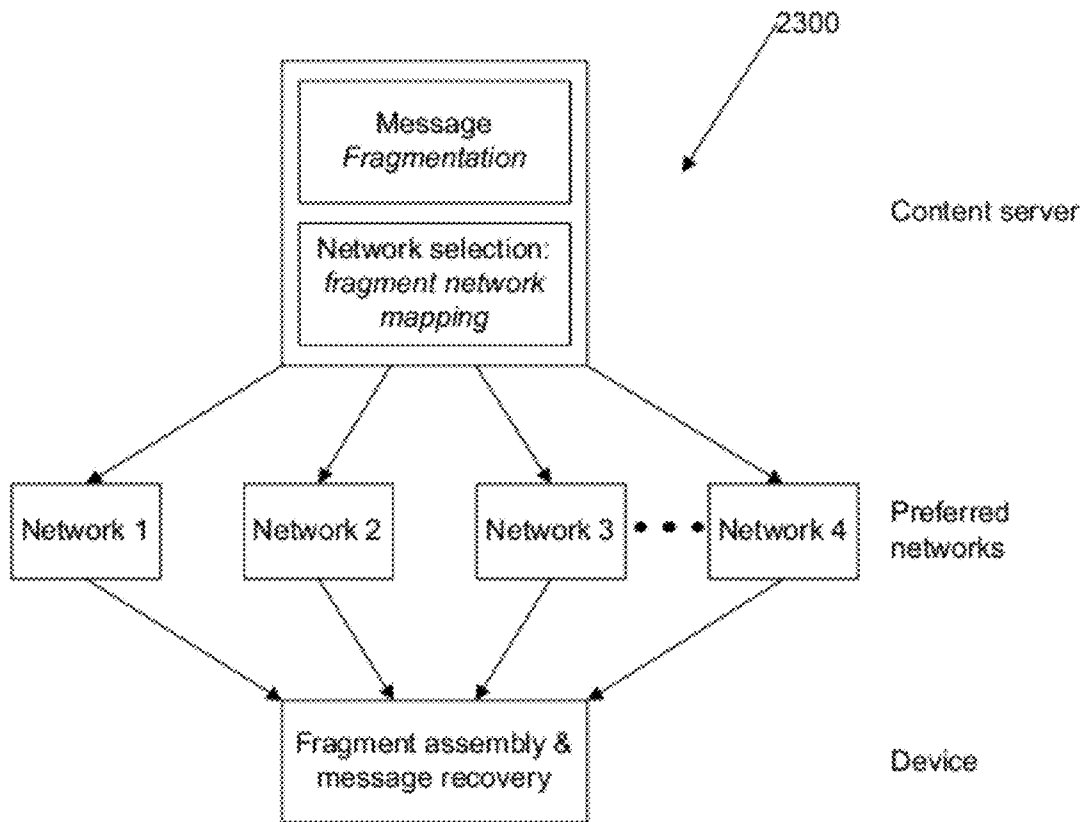 2300
Message
Fragmentation
Content server
Network selection:
fragment network
mapping
Network 1
Network 2
Network 3
Network 4
Preferred
networks
Fragment assembly &
message recovery
Device